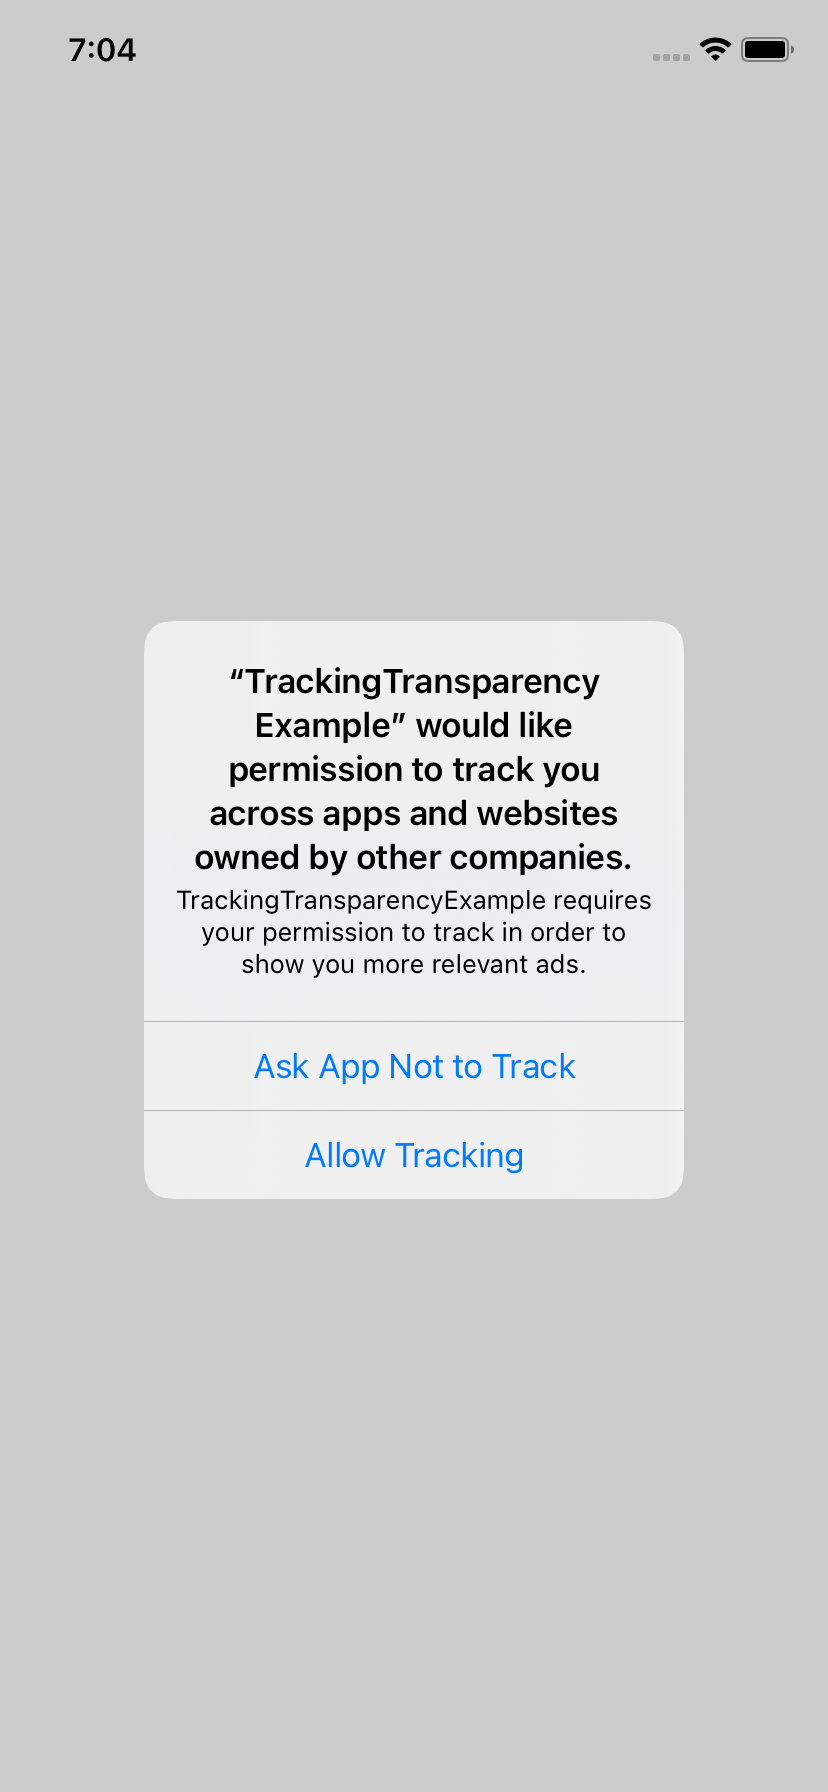 7:04
“TrackingTransparency
Example” would like
permission to track you
across apps and websites
owned by other companies.
TrackingTransparencyExample requires
your permission to track in order to
show you more relevant ads.
Ask App Not to Track
Allow Tracking